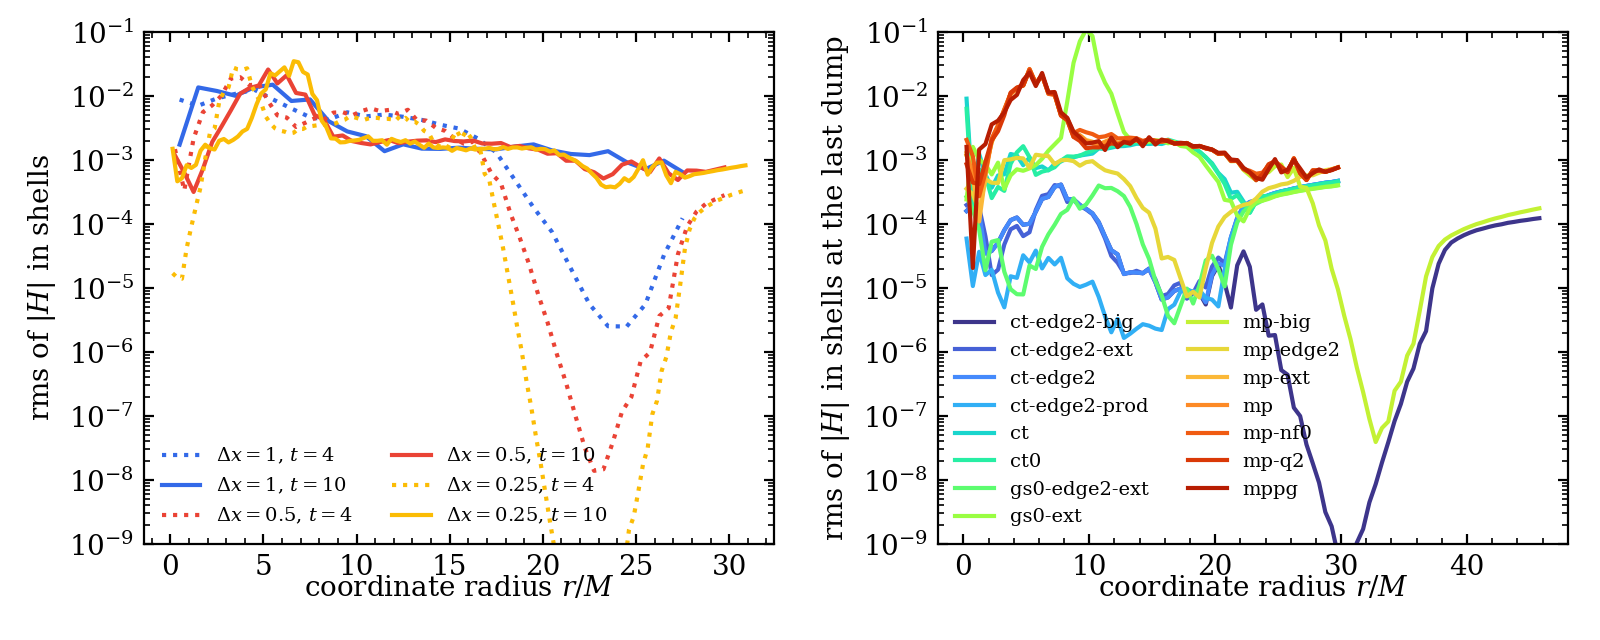 rms of |H| in shells
10⁻¹
10⁻²
10⁻³
10⁻⁴
10⁻⁵
10⁻⁶
10⁻⁷
10⁻⁸
10⁻⁹
Δx = 1, t = 4
Δx = 1, t = 10
Δx = 0.5, t = 4
Δx = 0.5, t = 10
Δx = 0.25, t = 4
Δx = 0.25, t = 10
0 5 10 15 20 25 30
coordinate radius r/M
rms of |H| in shells at the last dump
10⁻¹
10⁻²
10⁻³
10⁻⁴
10⁻⁵
10⁻⁶
10⁻⁷
10⁻⁸
10⁻⁹
ct-edge2-big
ct-edge2-ext
ct-edge2
ct-edge2-prod
ct
ct0
gs0-edge2-ext
gs0-ext
mp-big
mp-edge2
mp-ext
mp
mp-nf0
mp-q2
mppg
0 10 20 30 40
coordinate radius r/M